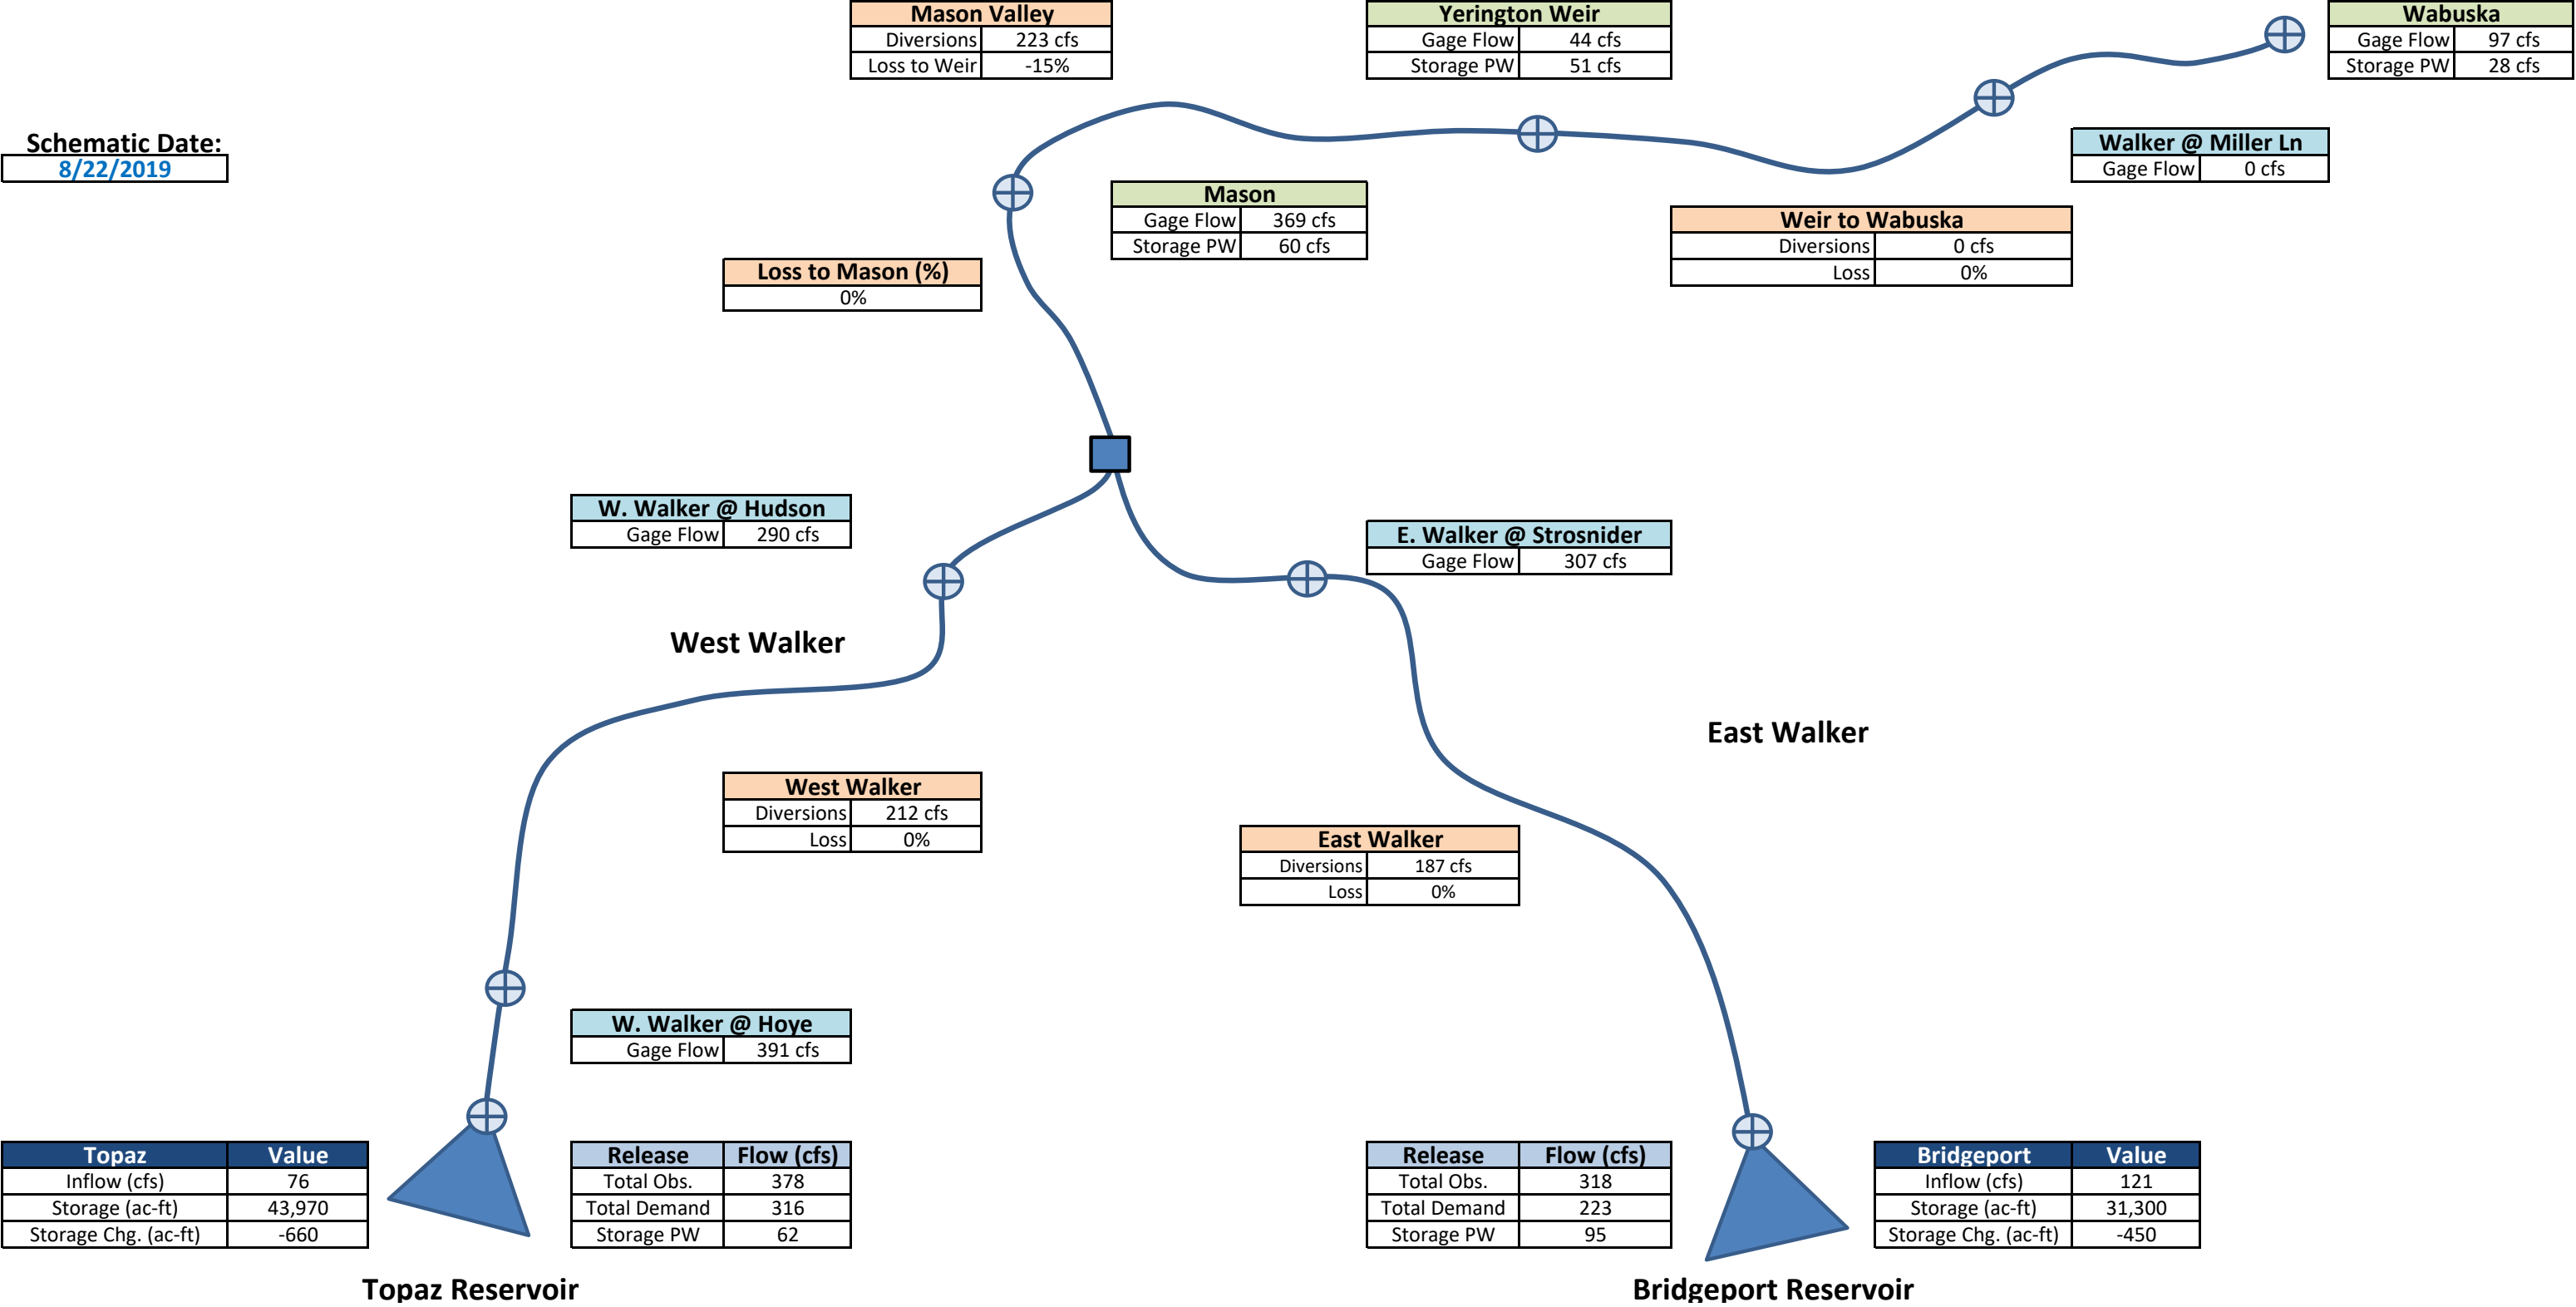 Mason Valley
Diversions 223 cfs
Loss to Weir -15%
Yerington Weir
Gage Flow 44 cfs
Storage PW 51 cfs
Wabuska
Gage Flow 97 cfs
Storage PW 28 cfs
Schematic Date:
8/22/2019
Walker @ Miller Ln
Gage Flow 0 cfs
Mason
Gage Flow 369 cfs
Storage PW 60 cfs
Weir to Wabuska
Diversions 0 cfs
Loss 0%
Loss to Mason (%)
0%
W. Walker @ Hudson
Gage Flow 290 cfs
E. Walker @ Strosnider
Gage Flow 307 cfs
West Walker
East Walker
West Walker
Diversions 212 cfs
Loss 0%
East Walker
Diversions 187 cfs
Loss 0%
W. Walker @ Hoye
Gage Flow 391 cfs
Topaz Value
Inflow (cfs) 76
Storage (ac-ft) 43,970
Storage Chg. (ac-ft) -660
Release Flow (cfs)
Total Obs. 378
Total Demand 316
Storage PW 62
Release Flow (cfs)
Total Obs. 318
Total Demand 223
Storage PW 95
Bridgeport Value
Inflow (cfs) 121
Storage (ac-ft) 31,300
Storage Chg. (ac-ft) -450
Topaz Reservoir
Bridgeport Reservoir